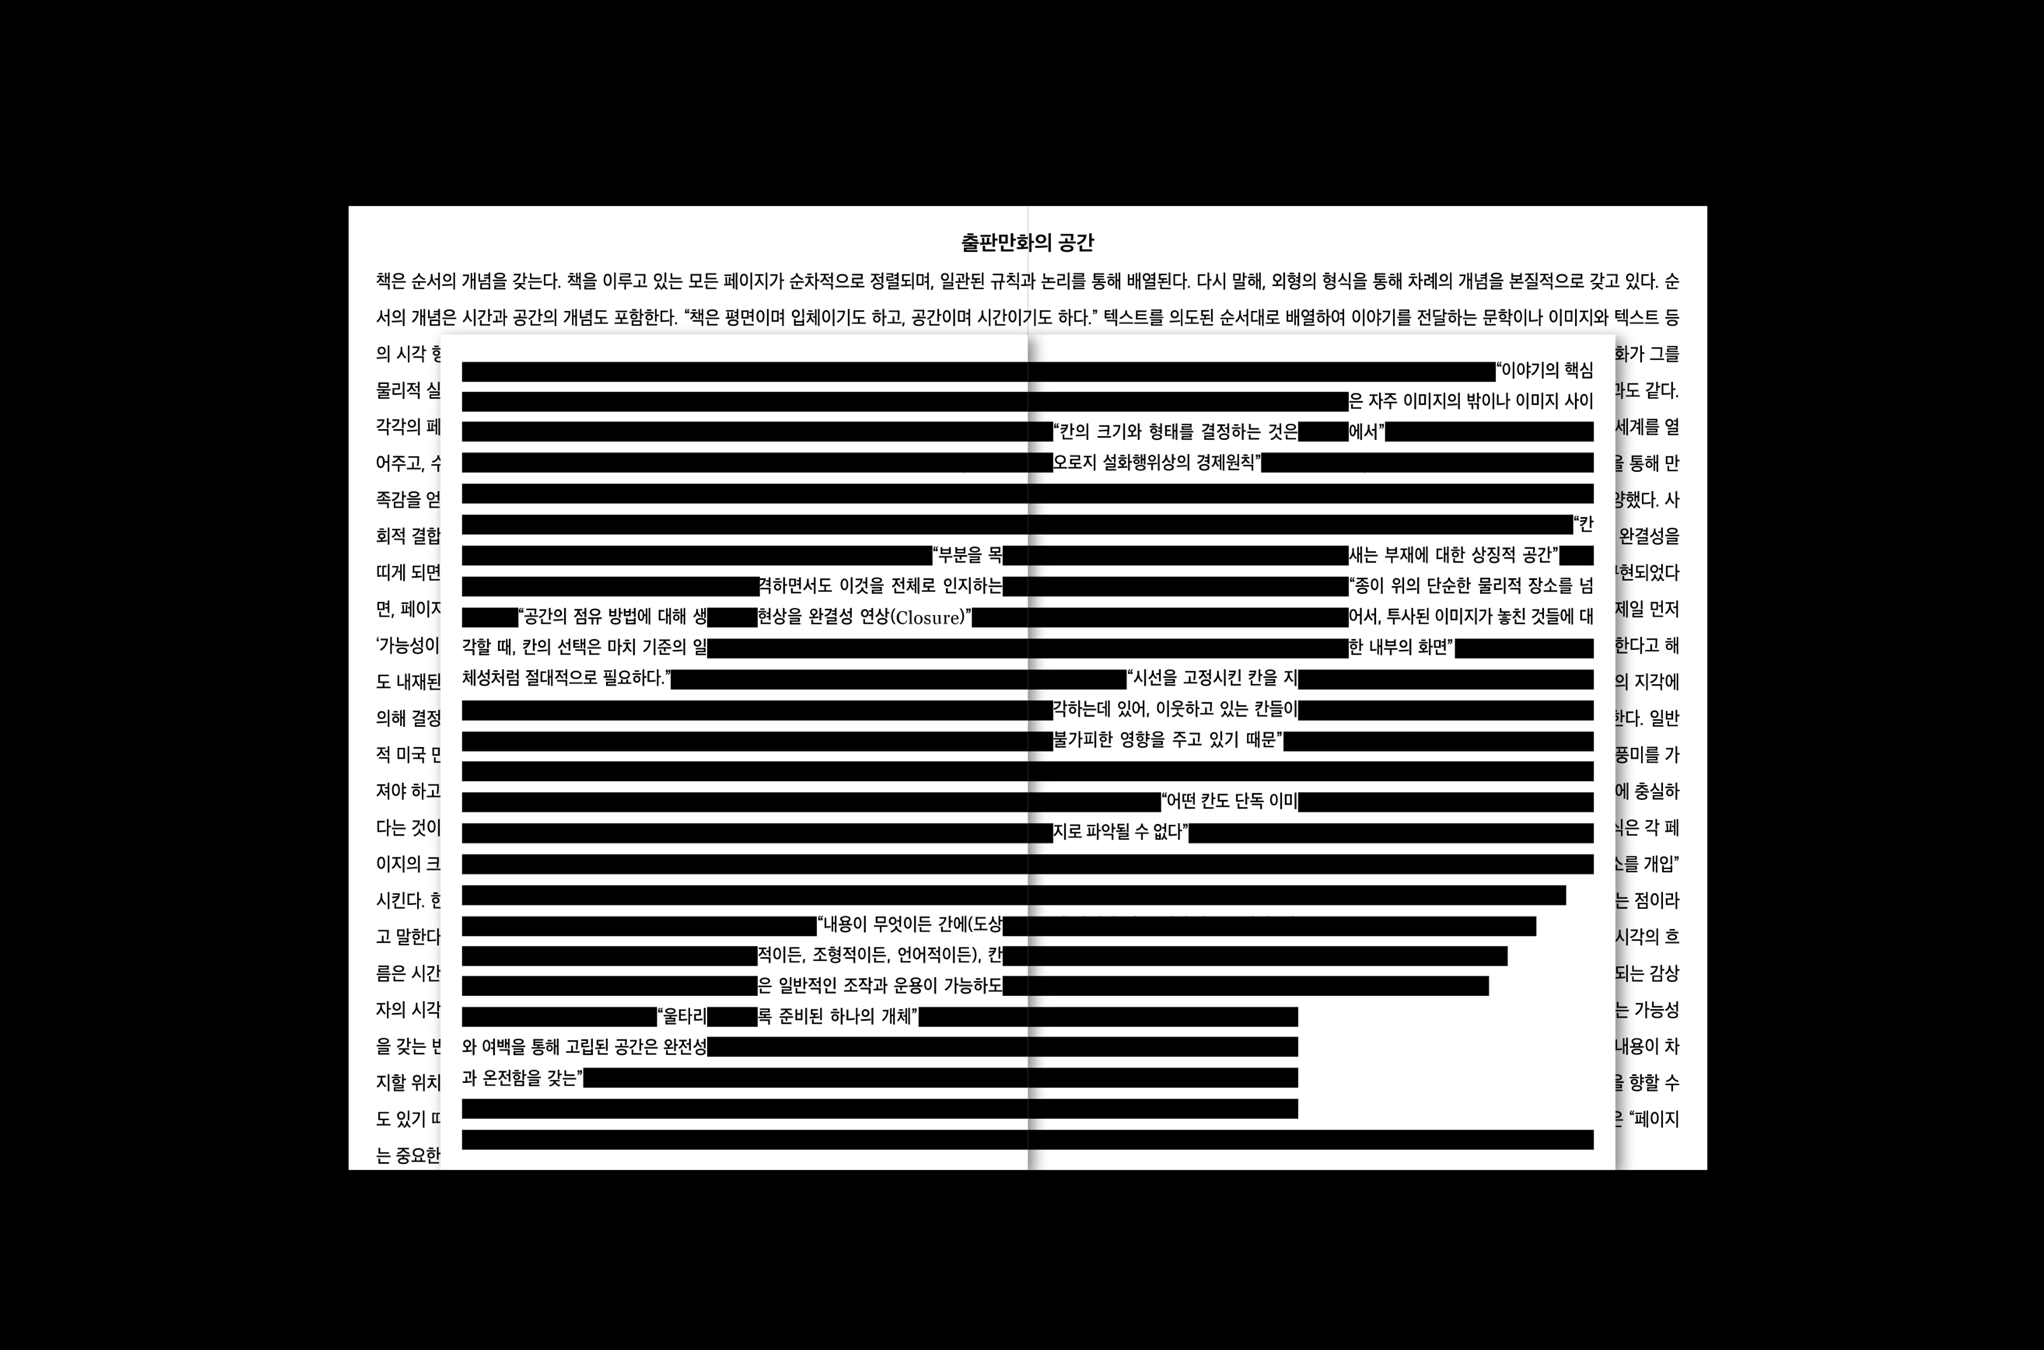 출판만화의 공간
책은 순서의 개념을 갖는다. 책을 이루고 있는 모든 페이지가 순차적으로 정렬되며, 일관된 규칙과 논리를 통해 배열된다. 다시 말해, 외형의 형식을 통해 차례의 개념을 본질적으로 갖고 있다. 순
서의 개념은 시간과 공간의 개념도 포함한다. “책은 평면이며 입체이기도 하고, 공간이며 시간이기도 하다.” 텍스트를 의도된 순서대로 배열하여 이야기를 전달하는 문학이나 이미지와 텍스트 등
의 시각
물리적 실
각각의 페
어주고,
족감을 얻
회적 결합
띠게 되면
면, 페이지
‘가능성이
도 내재된
의해 결정
적 미국
져야 하고
다는 것이
이지의 크
시킨다.
고 말한다
름은 시간
자의 시각
을 갖는
지할 위치
도 있기
는 중요한
“이야기의 핵심
은 자주 이미지의 밖이나 이미지 사이
“칸의 크기와 형태를 결정하는 것은 에서”
오로지 설화행위상의 경제원칙”
“칸
“부분을 목 새는 부재에 대한 상징적 공간”
격하면서도 이것을 전체로 인지하는 “종이 위의 단순한 물리적 장소를 넘
“공간의 점유 방법에 대해 생 현상을 완결성 연상(Closure)” 어서, 투사된 이미지가 놓친 것들에 대
각할 때, 칸의 선택은 마치 기준의 일 한 내부의 화면”
체성처럼 절대적으로 필요하다.” “시선을 고정시킨 칸을 지
각하는데 있어, 이웃하고 있는 칸들이
불가피한 영향을 주고 있기 때문”
“어떤 칸도 단독 이미
지로 파악될 수 없다”
“내용이 무엇이든 간에(도상
적이든, 조형적이든, 언어적이든), 칸
은 일반적인 조작과 운용이 가능하도
“울타리 록 준비된 하나의 개체”
와 여백을 통해 고립된 공간은 완전성
과 온전함을 갖는”
화가 그를
과도 같다.
세계를 열
을 통해 만
양했다. 사
완결성을
구현되었다
제일 먼저
한다고 해
의 지각에
한다. 일반
풍미를 가
에 충실하
식은 각 페
소를 개입”
는 점이라
시각의 흐
되는 감상
는 가능성
내용이 차
을 향할 수
은 “페이지